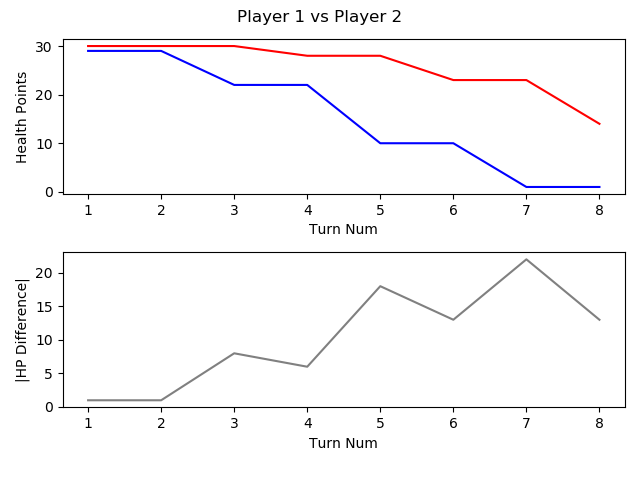 Player 1 vs Player 2
Health Points
30
20
10
0
1 2 3 4 5 6 7 8
Turn Num
|HP Difference|
20
15
10
5
0
1 2 3 4 5 6 7 8
Turn Num